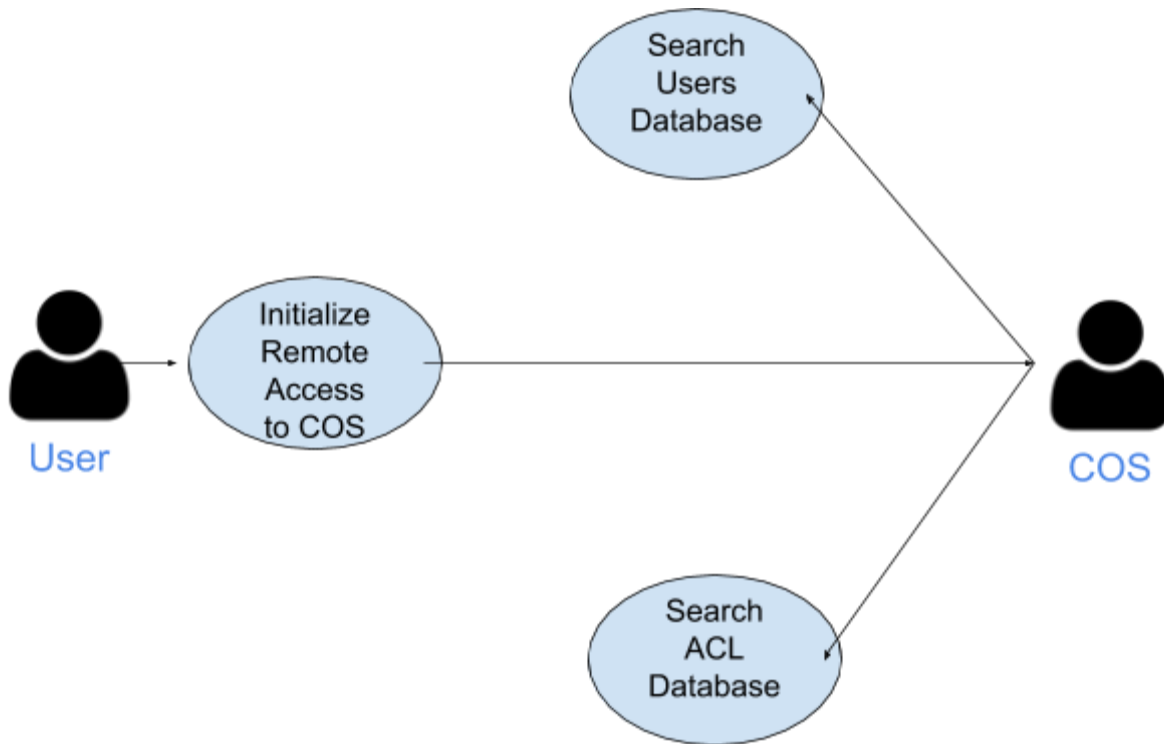 Search
Users
Database
Initialize
Remote
Access
to COS
User
COS
Search
ACL
Database